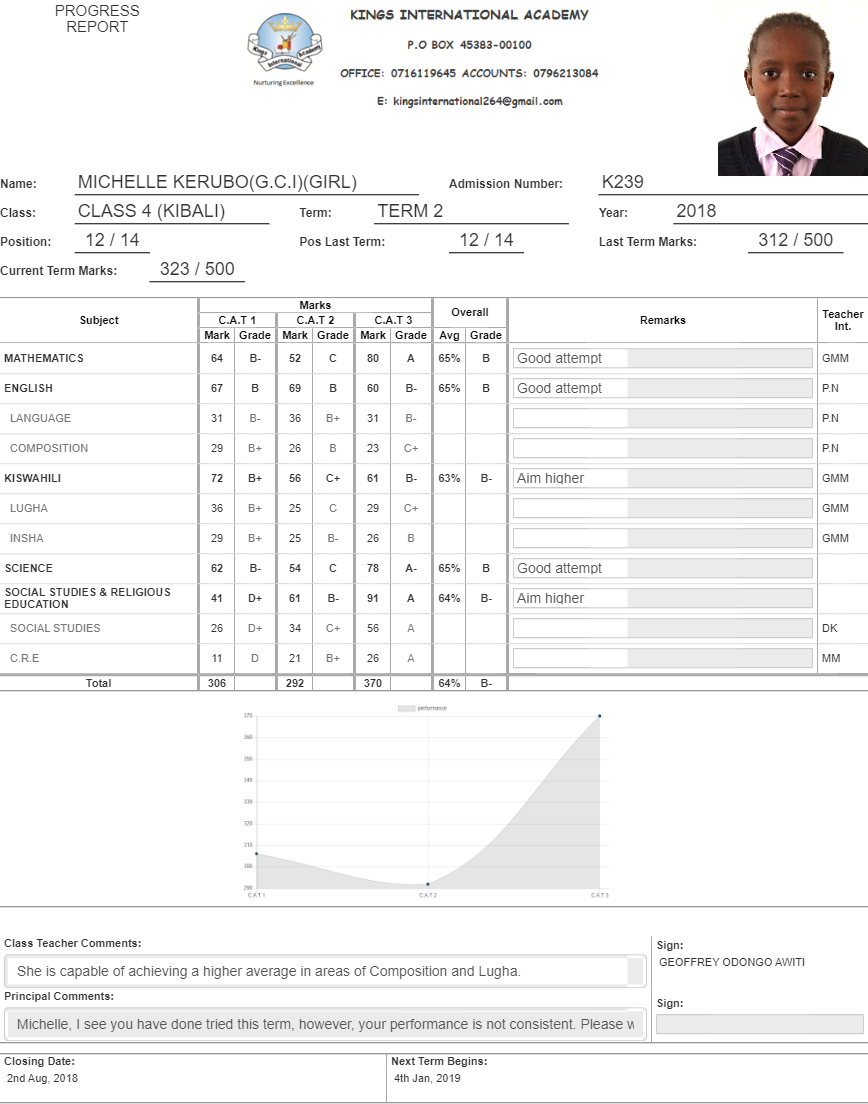 PROGRESS
REPORT
KINGS INTERNATIONAL ACADEMY
P.O BOX 45383-00100
OFFICE: 0716119645 ACCOUNTS: 0796213084
E: kingsinternational264@gmail.com
Kings International Academy
Nurturing Excellence
Name: MICHELLE KERUBO(G.C.I)(GIRL) Admission Number: K239
Class: CLASS 4 (KIBALI) Term: TERM 2 Year: 2018
Position: 12 / 14 Pos Last Term: 12 / 14 Last Term Marks: 312 / 500
Current Term Marks: 323 / 500
Subject Marks Overall Remarks Teacher Int.
C.A.T 1 C.A.T 2 C.A.T 3
Mark Grade Mark Grade Mark Grade Avg Grade
MATHEMATICS 64 B- 52 C 80 A 65% B Good attempt GMM
ENGLISH 67 B 69 B 60 B- 65% B Good attempt P.N
LANGUAGE 31 B- 36 B+ 31 B- P.N
COMPOSITION 29 B+ 26 B 23 C+ P.N
KISWAHILI 72 B+ 56 C+ 61 B- 63% B- Aim higher GMM
LUGHA 36 B+ 25 C 29 C+ GMM
INSHA 29 B+ 25 B- 26 B GMM
SCIENCE 62 B- 54 C 78 A- 65% B Good attempt
SOCIAL STUDIES & RELIGIOUS
EDUCATION 41 D+ 61 B- 91 A 64% B- Aim higher
SOCIAL STUDIES 26 D+ 34 C+ 56 A DK
C.R.E 11 D 21 B+ 26 A MM
Total 306 292 370 64% B-
performance
370
360
350
340
330
320
310
300
290
CAT1 CAT2 CAT3
Class Teacher Comments:
She is capable of achieving a higher average in areas of Composition and Lugha.
Sign:
GEOFFREY ODONGO AWITI
Principal Comments:
Michelle, I see you have done tried this term, however, your performance is not consistent. Please w
Sign:
Closing Date: Next Term Begins:
2nd Aug, 2018 4th Jan, 2019